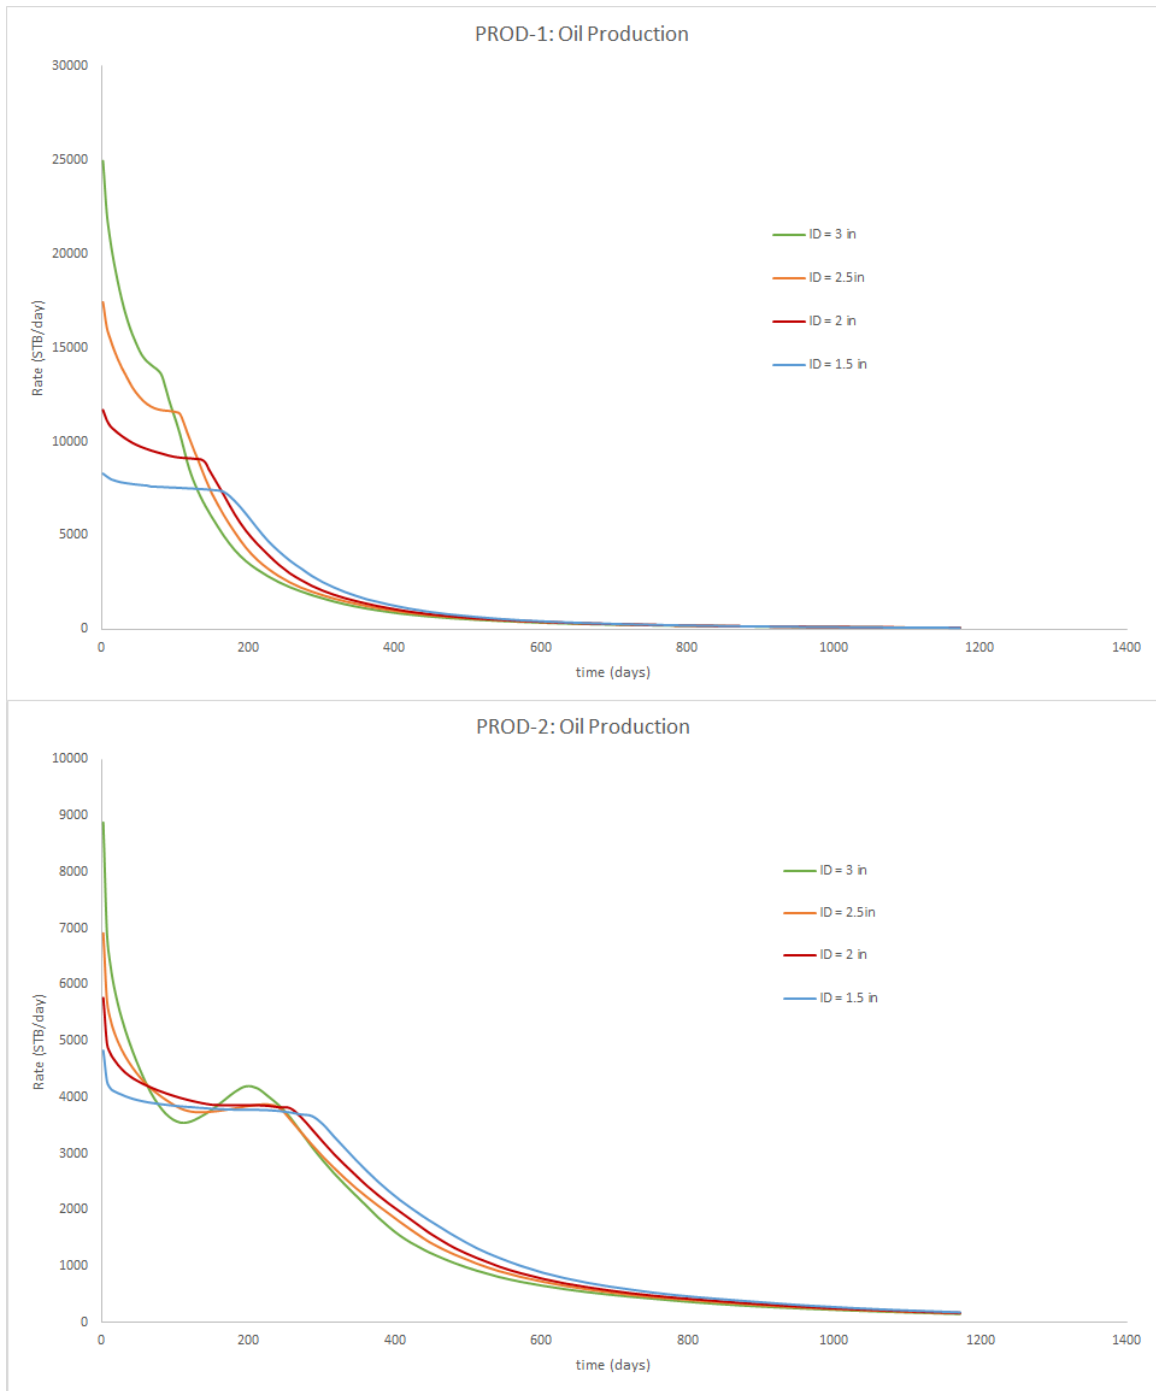 PROD-1: Oil Production
30000
25000
20000
15000
10000
5000
0
Rate (STB/day)
ID = 3 in
ID = 2.5in
ID = 2 in
ID = 1.5 in
0 200 400 600 800 1000 1200 1400
time (days)
PROD-2: Oil Production
10000
9000
8000
7000
6000
5000
4000
3000
2000
1000
0
Rate (STB/day)
ID = 3 in
ID = 2.5in
ID = 2 in
ID = 1.5 in
0 200 400 600 800 1000 1200 1400
time (days)